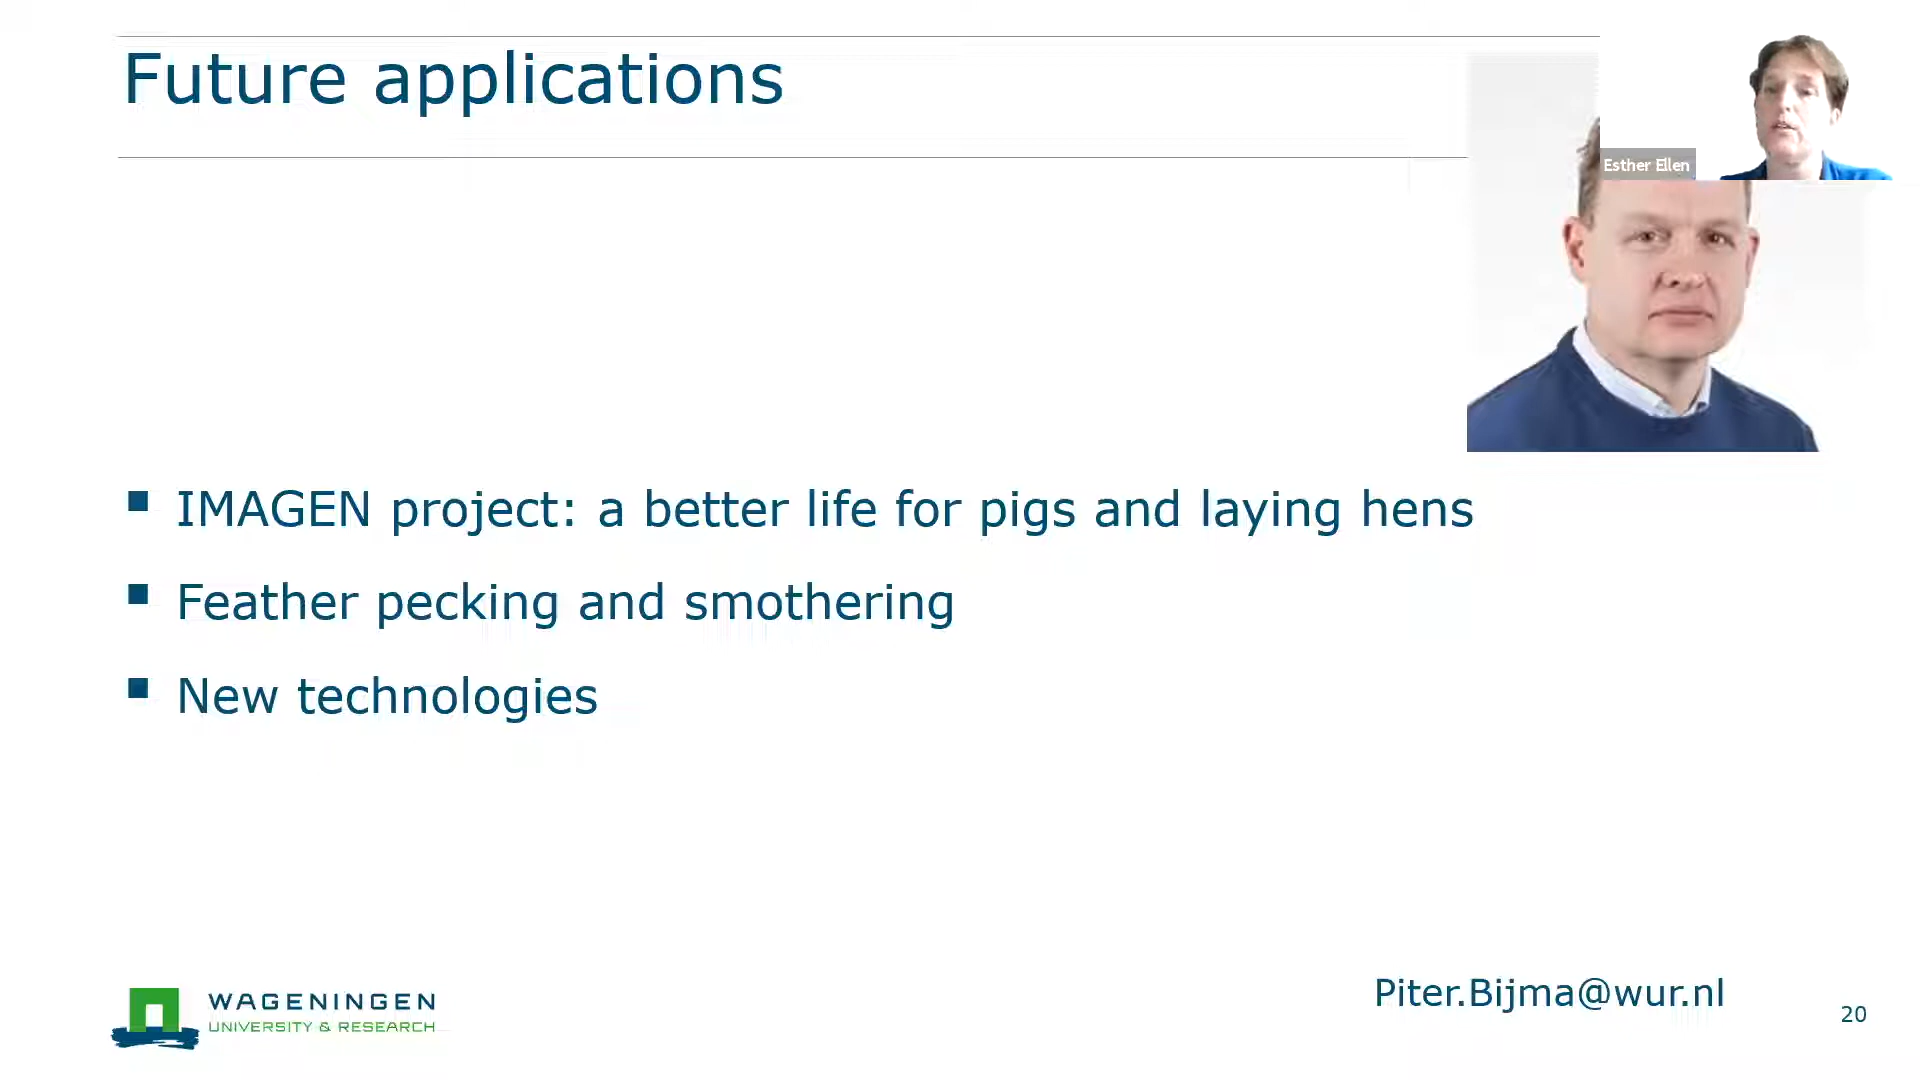 Future applications
Esther Ellen
IMAGEN project: a better life for pigs and laying hens
Feather pecking and smothering
New technologies
WAGENINGEN
UNIVERSITY & RESEARCH
Piter.Bijma@wur.nl
20